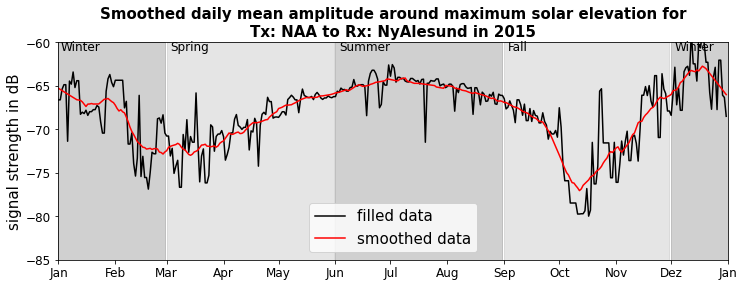 Smoothed daily mean amplitude around maximum solar elevation for
Tx: NAA to Rx: NyAlesund in 2015
signal strength in dB
−60
−65
−70
−75
−80
−85
Winter Spring Summer Fall Winter
filled data
smoothed data
Jan Feb Mar Apr May Jun Jul Aug Sep Oct Nov Dez Jan